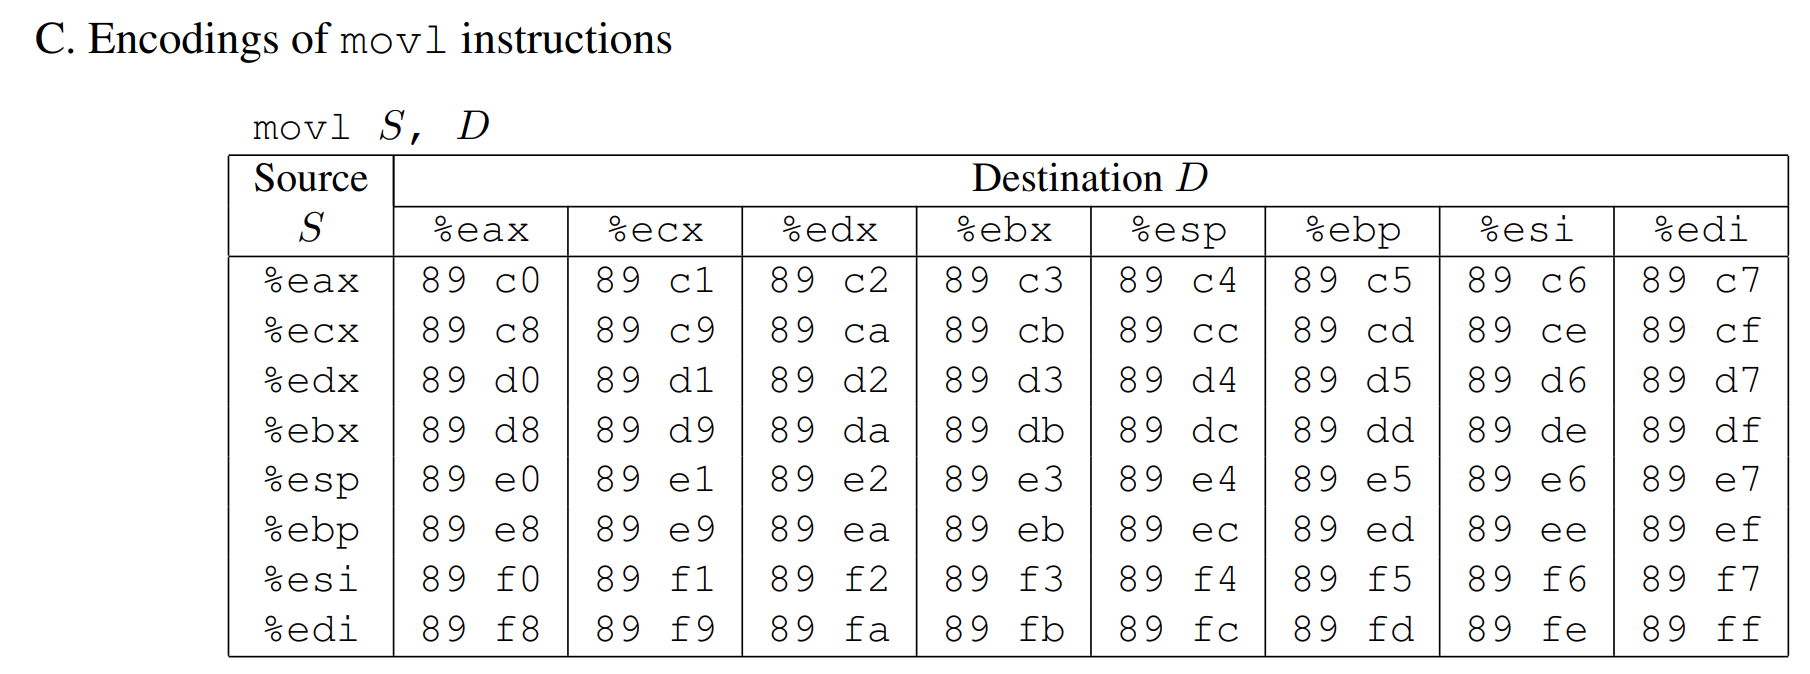 C. Encodings of movl instructions
movl S, D
Source S Destination D
%eax %ecx %edx %ebx %esp %ebp %esi %edi
%eax 89 c0 89 c1 89 c2 89 c3 89 c4 89 c5 89 c6 89 c7
%ecx 89 c8 89 c9 89 ca 89 cb 89 cc 89 cd 89 ce 89 cf
%edx 89 d0 89 d1 89 d2 89 d3 89 d4 89 d5 89 d6 89 d7
%ebx 89 d8 89 d9 89 da 89 db 89 dc 89 dd 89 de 89 df
%esp 89 e0 89 e1 89 e2 89 e3 89 e4 89 e5 89 e6 89 e7
%ebp 89 e8 89 e9 89 ea 89 eb 89 ec 89 ed 89 ee 89 ef
%esi 89 f0 89 f1 89 f2 89 f3 89 f4 89 f5 89 f6 89 f7
%edi 89 f8 89 f9 89 fa 89 fb 89 fc 89 fd 89 fe 89 ff